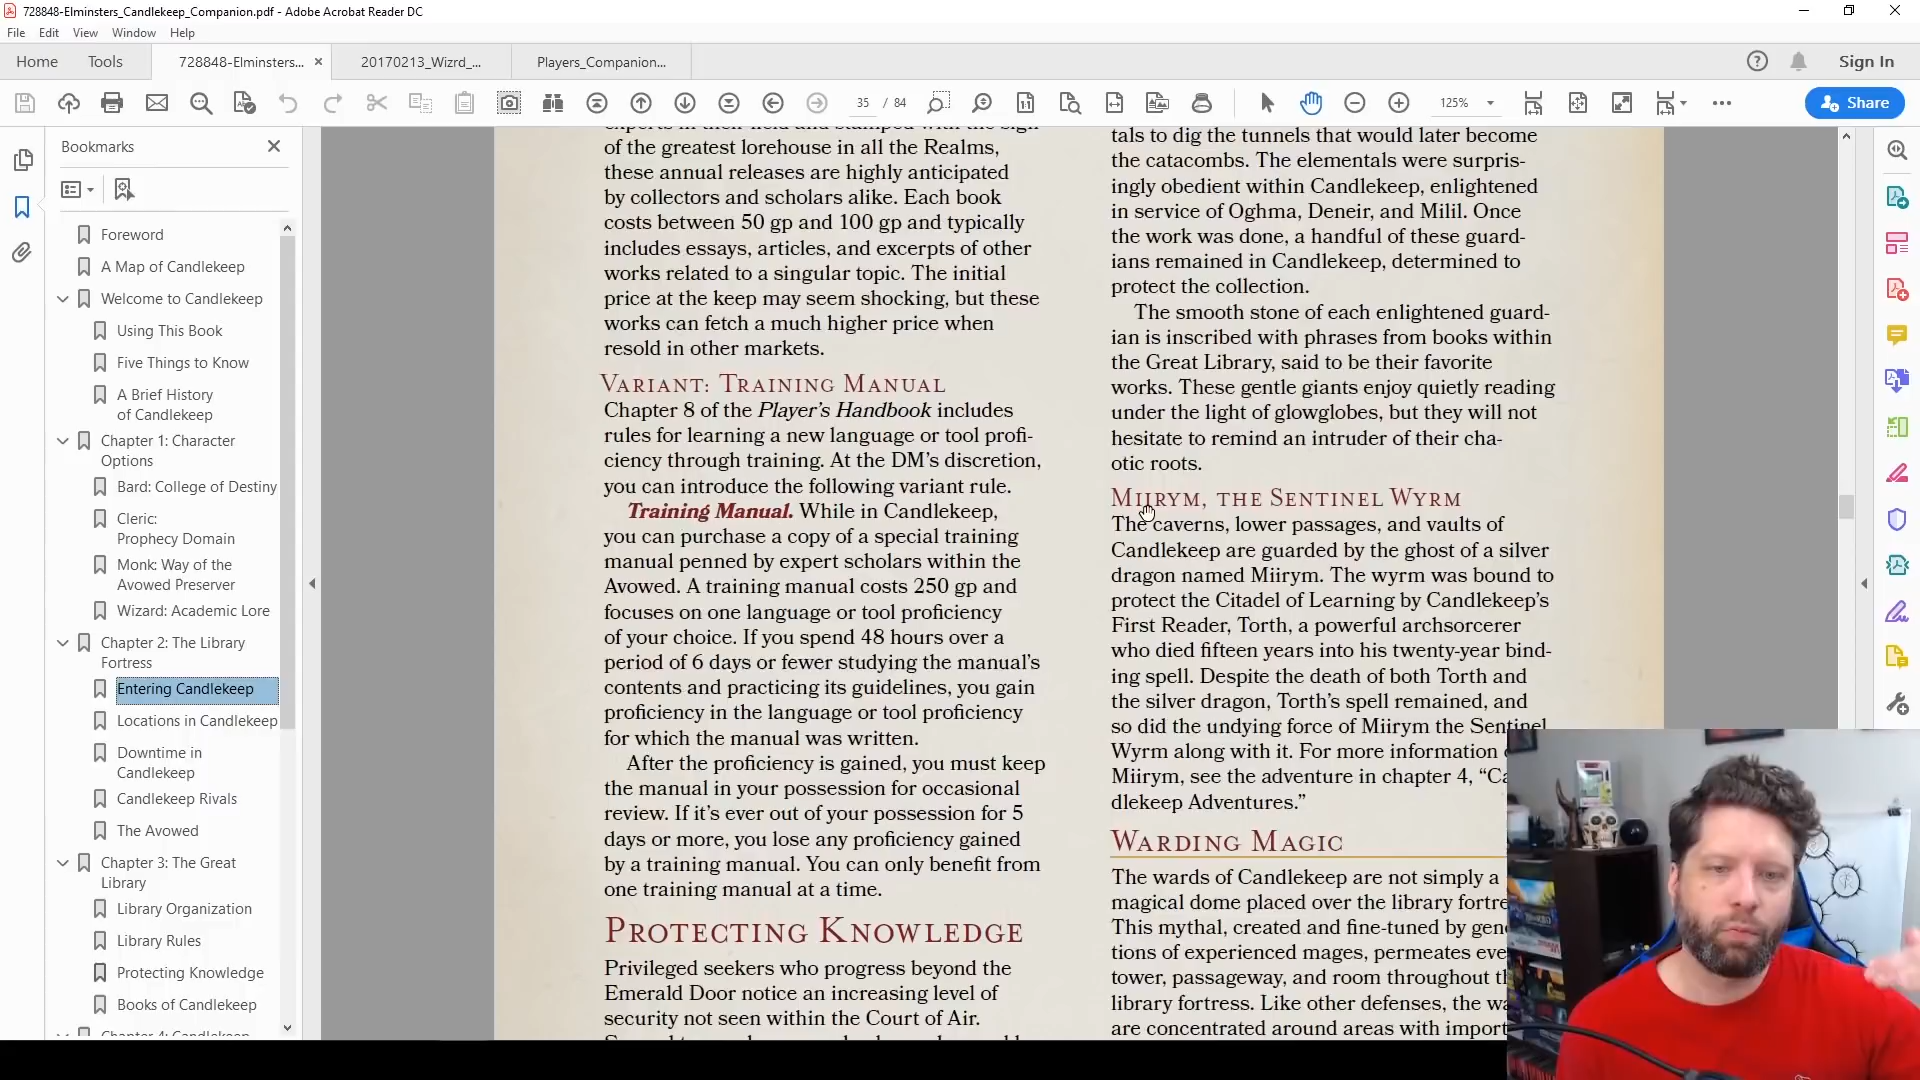 728848-Elminsters_Candlekeep_Companion.pdf - Adobe Acrobat Reader DC
File Edit View Window Help
Home Tools 728848-Elminsters... × 20170213_Wizrd_... Players_Companion... Sign In
35 / 84 125% Share
Bookmarks
Foreword
A Map of Candlekeep
Welcome to Candlekeep
Using This Book
Five Things to Know
A Brief History
of Candlekeep
Chapter 1: Character
Options
Bard: College of Destiny
Cleric:
Prophecy Domain
Monk: Way of the
Avowed Preserver
Wizard: Academic Lore
Chapter 2: The Library
Fortress
Entering Candlekeep
Locations in Candlekeep
Downtime in
Candlekeep
Candlekeep Rivals
The Avowed
Chapter 3: The Great
Library
Library Organization
Library Rules
Protecting Knowledge
Books of Candlekeep
Chapter 4: Candlekeep
experts in their field and stamped with the sign
of the greatest lorehouse in all the Realms,
these annual releases are highly anticipated
by collectors and scholars alike. Each book
costs between 50 gp and 100 gp and typically
includes essays, articles, and excerpts of other
works related to a singular topic. The initial
price at the keep may seem shocking, but these
works can fetch a much higher price when
resold in other markets.
Variant: Training Manual
Chapter 8 of the Player's Handbook includes
rules for learning a new language or tool profi-
ciency through training. At the DM's discretion,
you can introduce the following variant rule.
Training Manual. While in Candlekeep,
you can purchase a copy of a special training
manual penned by expert scholars within the
Avowed. A training manual costs 250 gp and
focuses on one language or tool proficiency
of your choice. If you spend 48 hours over a
period of 6 days or fewer studying the manual's
contents and practicing its guidelines, you gain
proficiency in the language or tool proficiency
for which the manual was written.
After the proficiency is gained, you must keep
the manual in your possession for occasional
review. If it's ever out of your possession for 5
days or more, you lose any proficiency gained
by a training manual. You can only benefit from
one training manual at a time.
Protecting Knowledge
Privileged seekers who progress beyond the
Emerald Door notice an increasing level of
security not seen within the Court of Air.
tals to dig the tunnels that would later become
the catacombs. The elementals were surpris-
ingly obedient within Candlekeep, enlightened
in service of Oghma, Deneir, and Milil. Once
the work was done, a handful of these guard-
ians remained in Candlekeep, determined to
protect the collection.
The smooth stone of each enlightened guard-
ian is inscribed with phrases from books within
the Great Library, said to be their favorite
works. These gentle giants enjoy quietly reading
under the light of glowglobes, but they will not
hesitate to remind an intruder of their cha-
otic roots.
Miirym, the Sentinel Wyrm
The caverns, lower passages, and vaults of
Candlekeep are guarded by the ghost of a silver
dragon named Miirym. The wyrm was bound to
protect the Citadel of Learning by Candlekeep's
First Reader, Torth, a powerful archsorcerer
who died fifteen years into his twenty-year bind-
ing spell. Despite the death of both Torth and
the silver dragon, Torth's spell remained, and
so did the undying force of Miirym the Sentinel
Wyrm along with it. For more information
Miirym, see the adventure in chapter 4, “Ca
dlekeep Adventures.”
Warding Magic
The wards of Candlekeep are not simply a
magical dome placed over the library fortre
This mythal, created and fine-tuned by gen
tions of experienced mages, permeates eve
tower, passageway, and room throughout t
library fortress. Like other defenses, the wa
are concentrated around areas with import